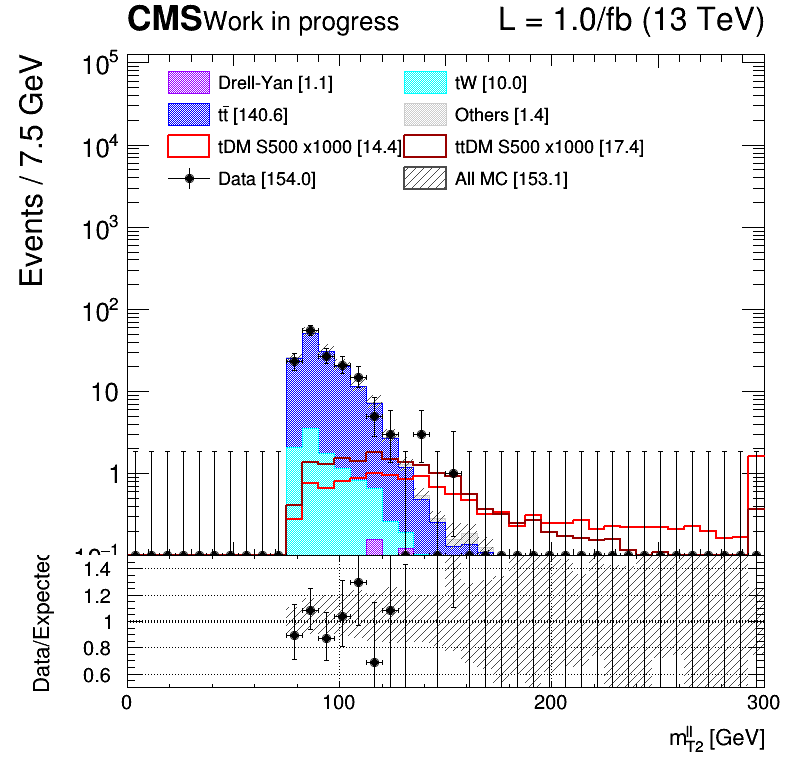 CMS Work in progress L = 1.0/fb (13 TeV)
Events / 7.5 GeV
10⁵
10⁴
10³
10²
10
1
10⁻¹
Drell-Yan [1.1] tW [10.0]
tt̄ [140.6] Others [1.4]
tDM S500 x1000 [14.4] ttDM S500 x1000 [17.4]
Data [154.0] All MC [153.1]
Data/Expected
1.4
1.2
1
0.8
0.6
0 100 200 300
m_T2^ll [GeV]